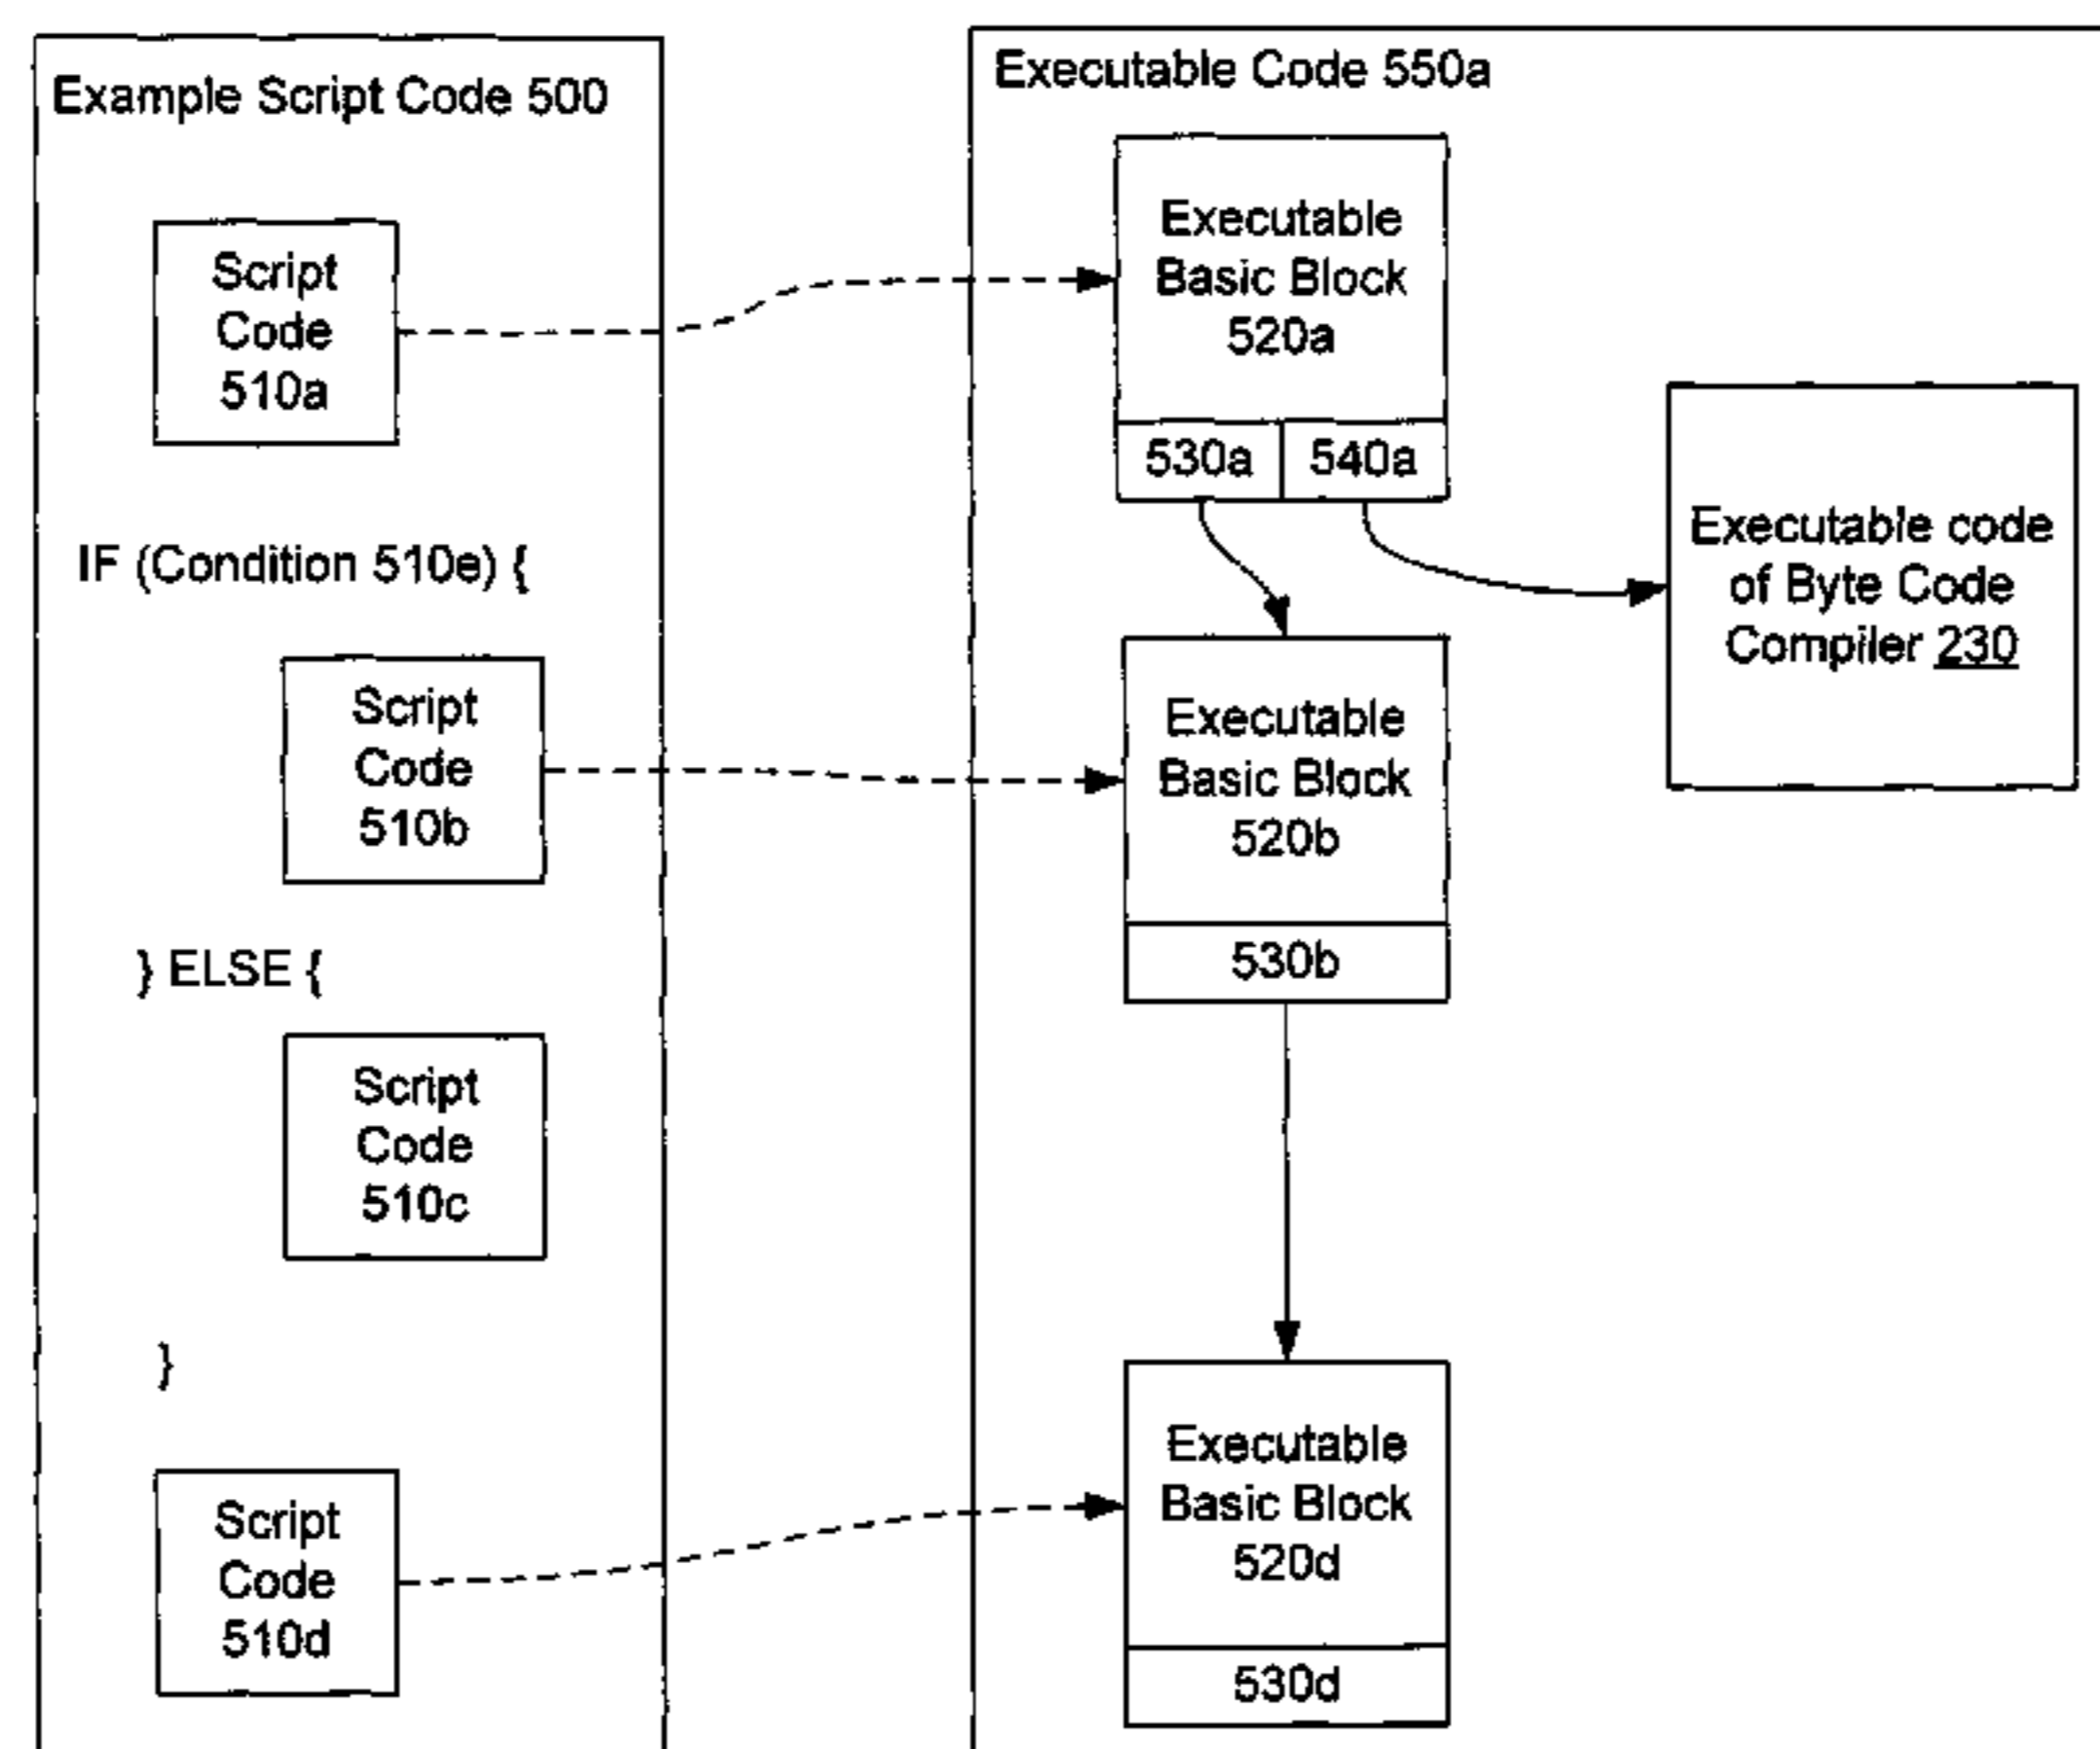 Example Script Code 500
Script
Code
510a
IF (Condition 510e) {
Script
Code
510b
} ELSE {
Script
Code
510c
}
Script
Code
510d
Executable Code 550a
Executable
Basic Block
520a
530a
540a
Executable code
of Byte Code
Compiler 230
Executable
Basic Block
520b
530b
Executable
Basic Block
520d
530d